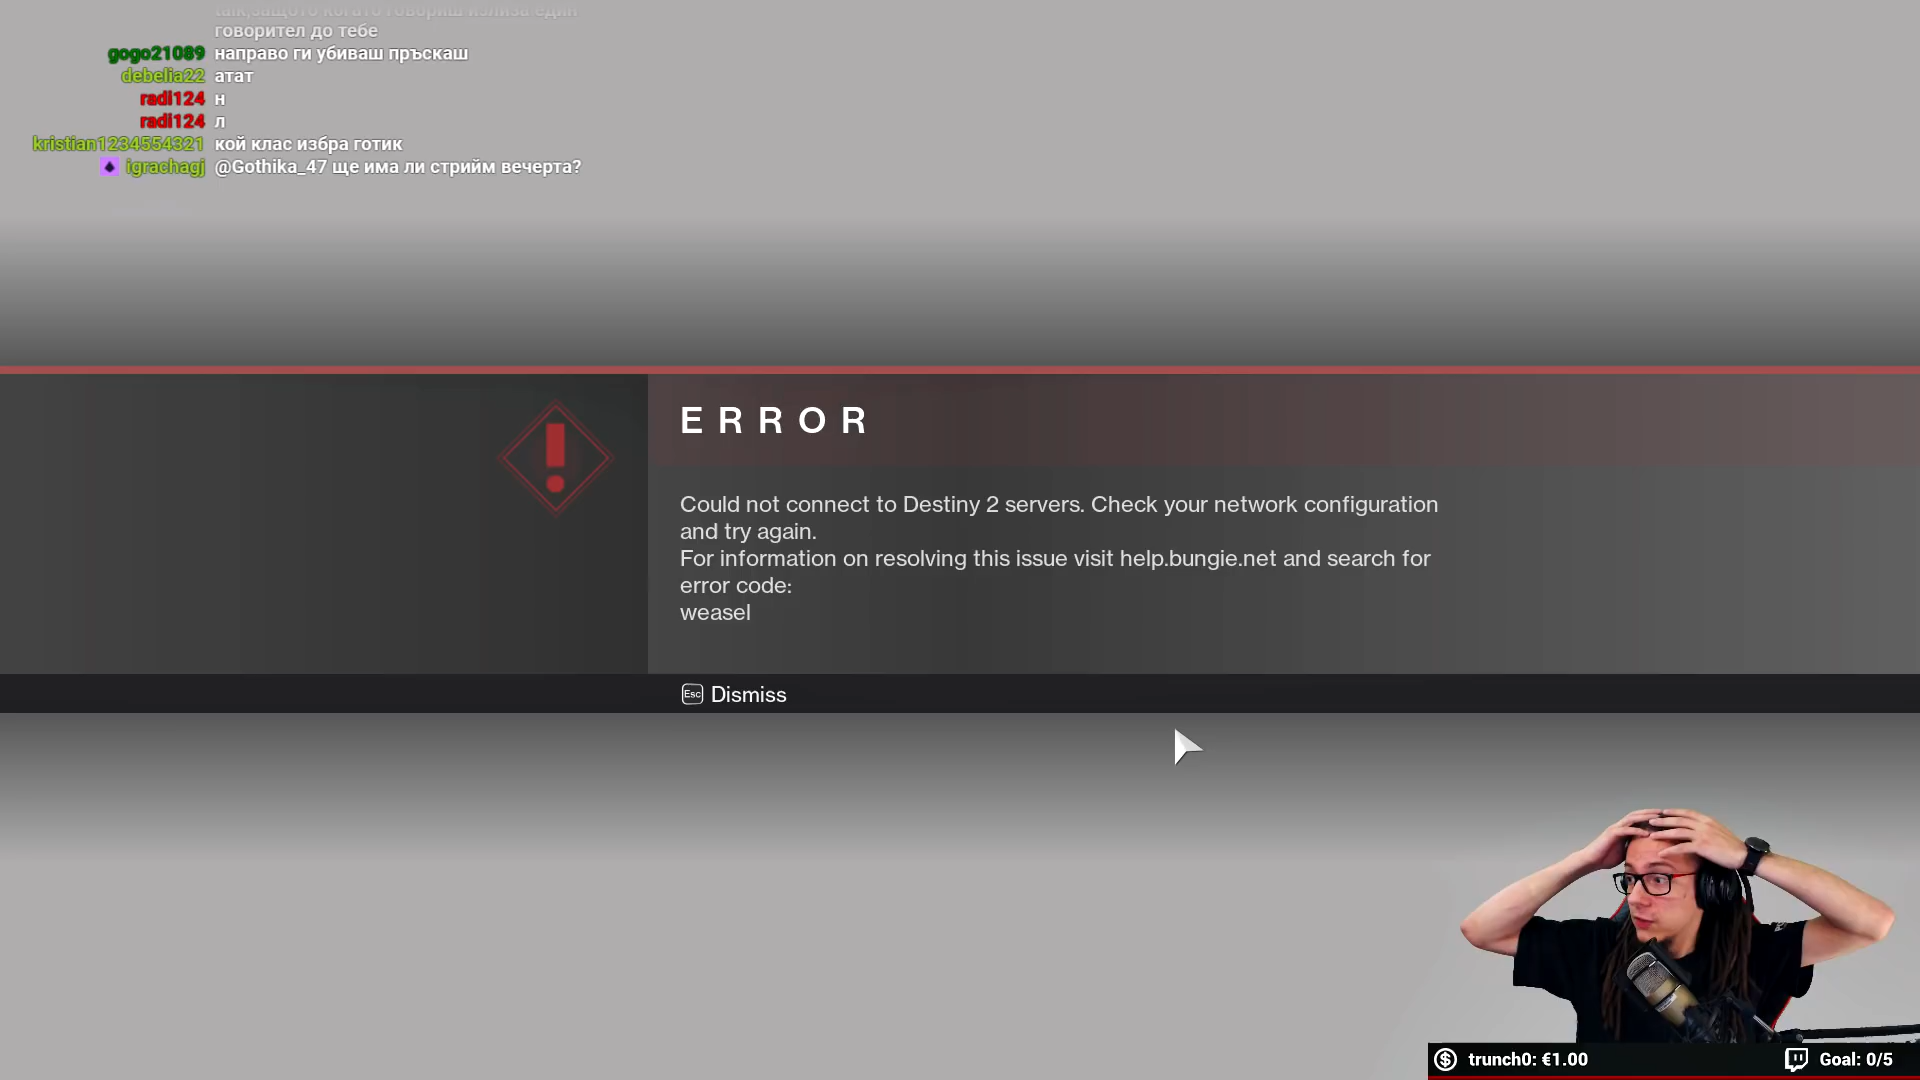 говорител до тебе
gogo21089 направо ги убиваш пръскаш
debelia22 атат
radi124 н
radi124 л
kristian1234554321 кой клас избра готик
igrachagj @Gothika_47 ще има ли стрийм вечерта?
ERROR
Could not connect to Destiny 2 servers. Check your network configuration
and try again.
For information on resolving this issue visit help.bungie.net and search for
error code:
weasel
Esc Dismiss
trunch0: €1.00 Goal: 0/5